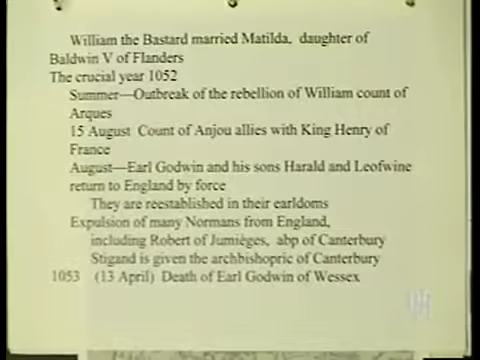 William the Bastard married Matilda, daughter of
Baldwin V of Flanders
The crucial year 1052
Summer—Outbreak of the rebellion of William count of
Arques
15 August Count of Anjou allies with King Henry of
France
August—Earl Godwin and his sons Harald and Leofwine
return to England by force
They are reestablished in their earldoms
Expulsion of many Normans from England,
including Robert of Jumièges, abp of Canterbury
Stigand is given the archbishopric of Canterbury
1053 (13 April) Death of Earl Godwin of Wessex